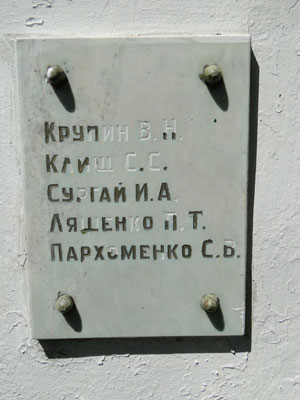 Крупин В.Н.
Клиш С.С.
Сургай И.А.
Ляденко П.Т.
Пархоменко С.Б.